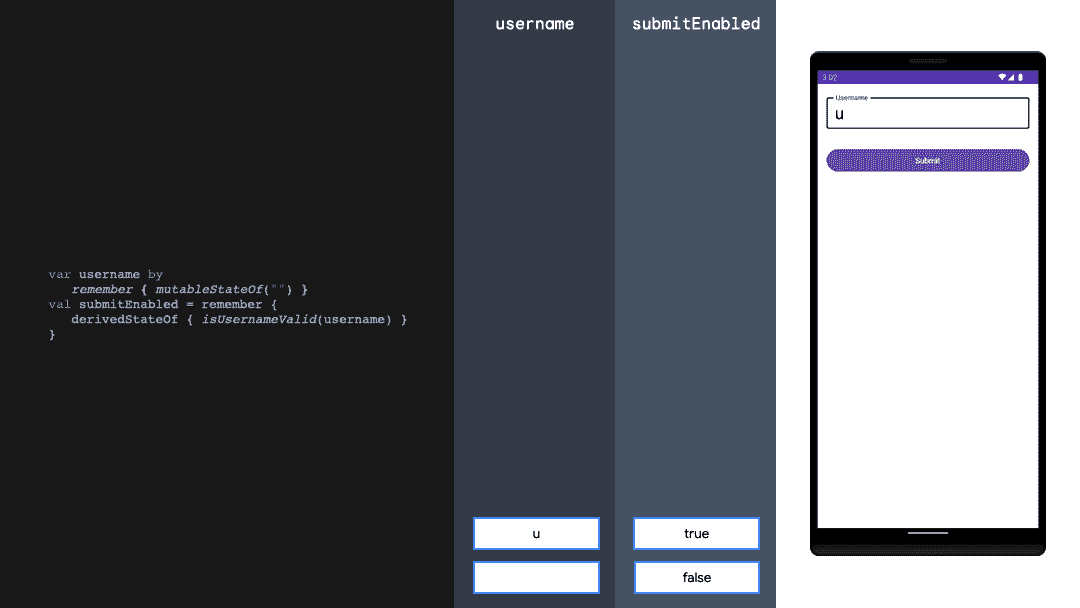 username
submitEnabled
var username by
remember { mutableStateOf("") }
val submitEnabled = remember {
derivedStateOf { isUsernameValid(username) }
}
u
true
false
3:02
Username
u
Submit